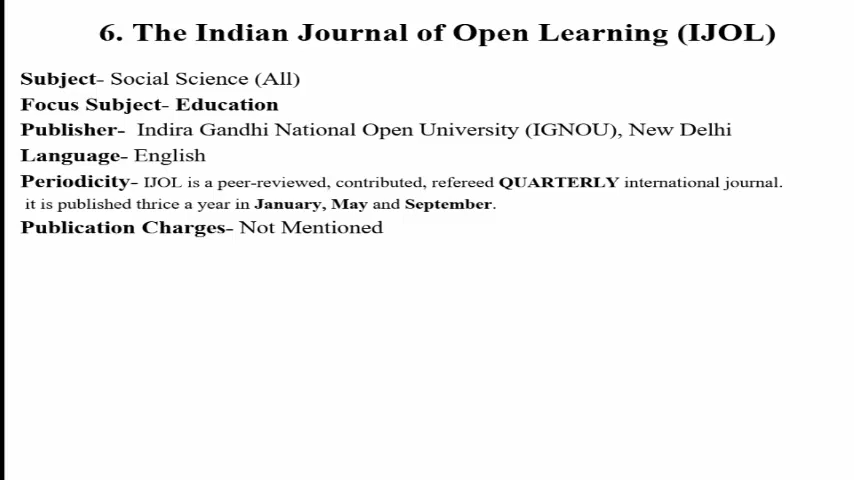 6. The Indian Journal of Open Learning (IJOL)
Subject- Social Science (All)
Focus Subject- Education
Publisher- Indira Gandhi National Open University (IGNOU), New Delhi
Language- English
Periodicity- IJOL is a peer-reviewed, contributed, refereed QUARTERLY international journal.
it is published thrice a year in January, May and September.
Publication Charges- Not Mentioned